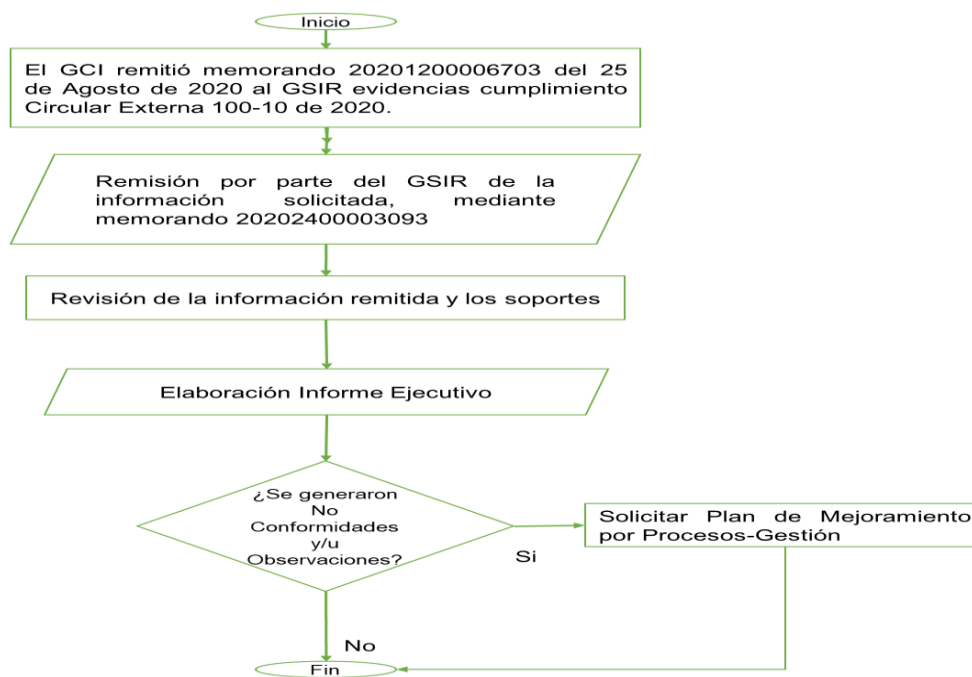 Inicio
El GCI remitió memorando 20201200006703 del 25
de Agosto de 2020 al GSIR evidencias cumplimiento
Circular Externa 100-10 de 2020.
Remisión por parte del GSIR de la
información solicitada, mediante
memorando 20202400003093
Revisión de la información remitida y los soportes
Elaboración Informe Ejecutivo
¿Se generaron
No
Conformidades
y/u
Observaciones?
Si
Solicitar Plan de Mejoramiento
por Procesos-Gestión
No
Fin